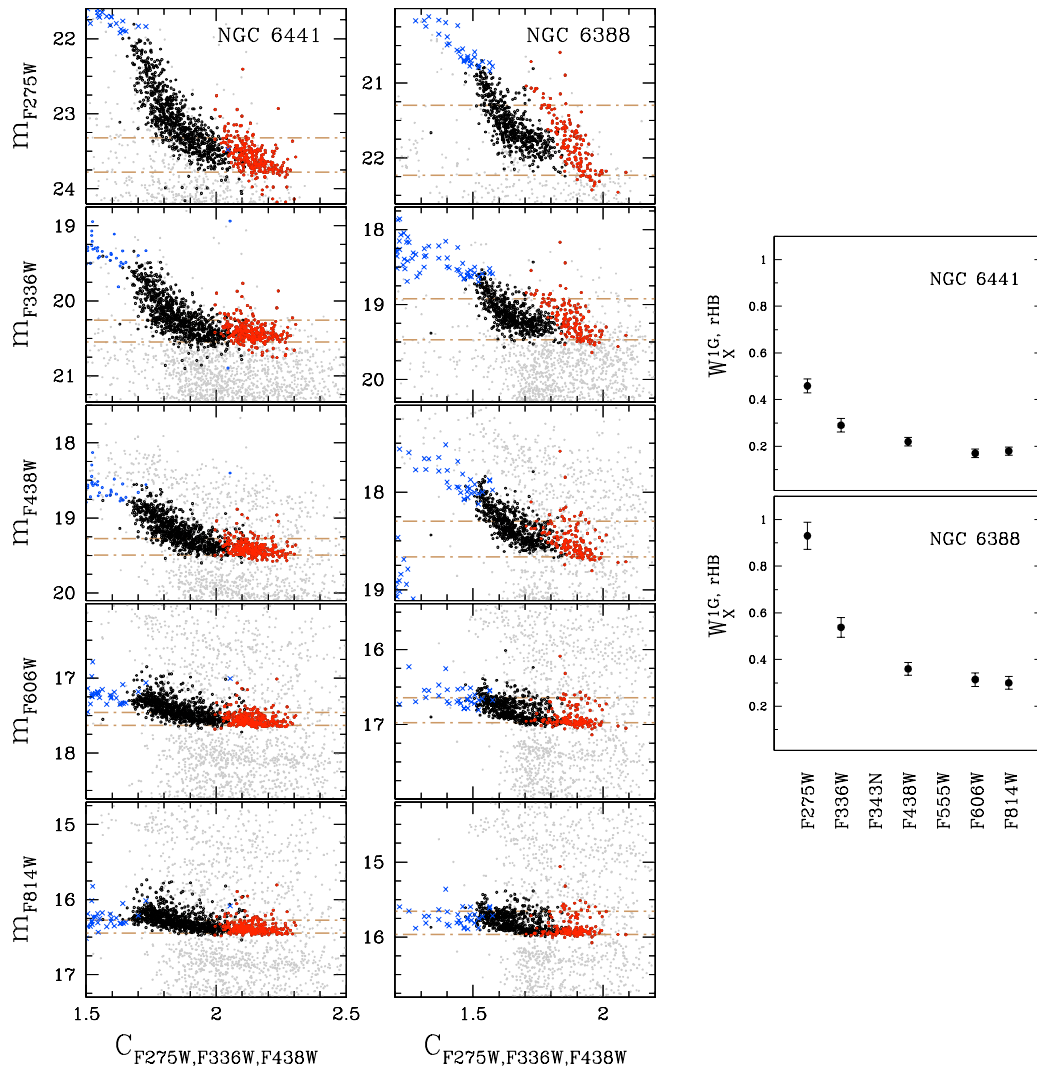 NGC 6441
NGC 6388
m_F275W
22
23
24
20
21
22
m_F336W
19
20
21
18
19
20
m_F438W
18
19
20
17
18
19
m_F606W
17
18
16
17
m_F814W
15
16
17
15
16
1.5 2 2.5
1.5 2
C_F275W,F336W,F438W
C_F275W,F336W,F438W
W_X^1G, rHB
NGC 6441
1
0.8
0.6
0.4
0.2
W_X^1G, rHB
NGC 6388
1
0.8
0.6
0.4
0.2
F275W
F336W
F343N
F438W
F555W
F606W
F814W